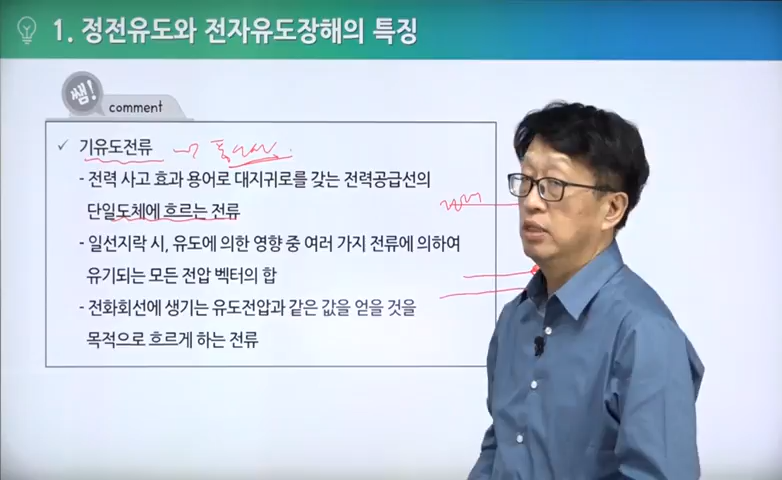 1. 정전유도와 전자유도장해의 특징
쌤!
comment
✓ 기유도전류
- 전력 사고 효과 용어로 대지귀로를 갖는 전력공급선의
단일도체에 흐르는 전류
- 일선지락 시, 유도에 의한 영향 중 여러 가지 전류에 의하여
유기되는 모든 전압 벡터의 합
- 전화회선에 생기는 유도전압과 같은 값을 얻을 것을
목적으로 흐르게 하는 전류